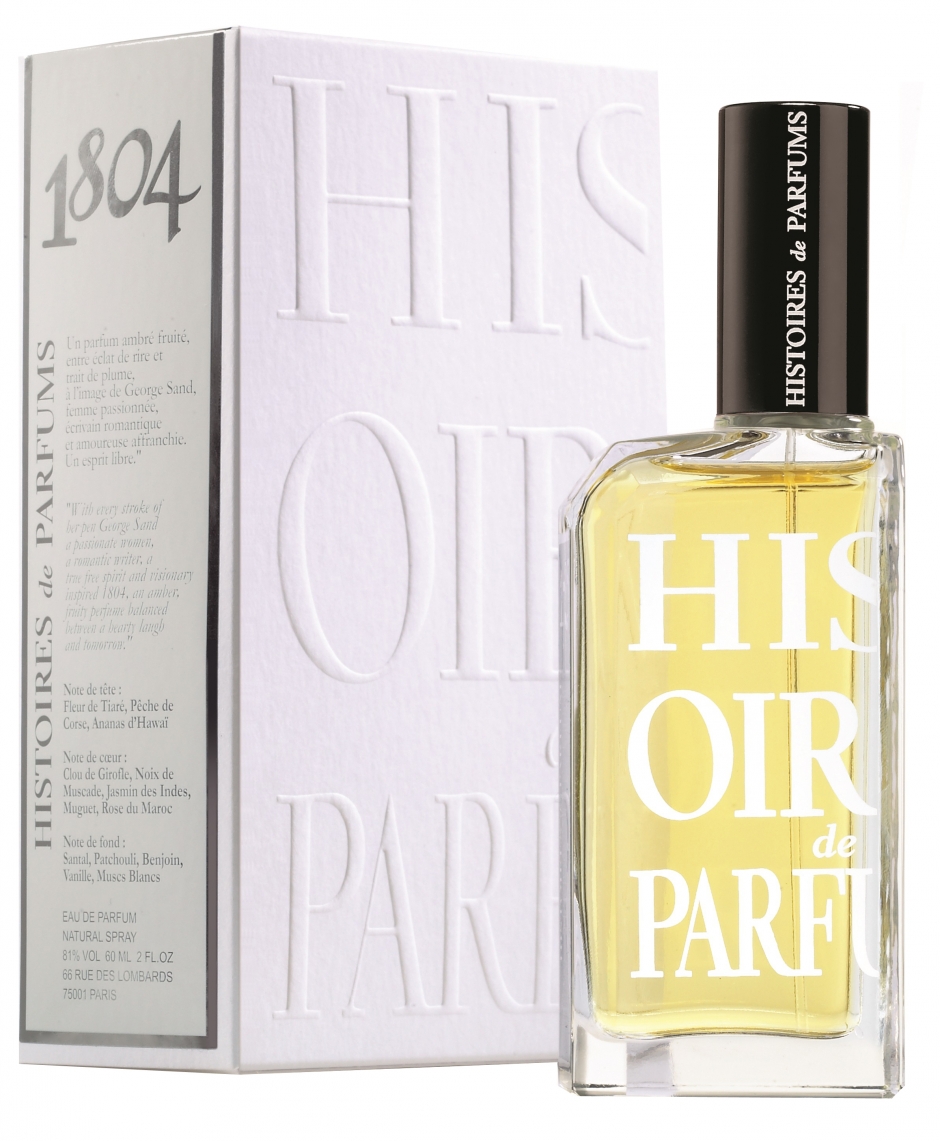 1804
HISTOIRES de PARFUMS
Un parfum ambré fruité,
entre éclat de rire et
trait de plume,
à l'image de George Sand,
femme passionnée,
écrivain romantique
et amoureuse affranchie.
Un esprit libre."
"With every stroke of
her pen George Sand
a passionate women,
a romantic writer, a
true free spirit and visionary
inspired 1804, an amber,
fruity perfume balanced
between a hearty laugh
and tomorrow."
Note de tête :
Fleur de Tiaré, Pêche de
Corse, Ananas d'Hawaï
Note de cœur :
Clou de Girofle, Noix de
Muscade, Jasmin des Indes,
Muguet, Rose du Maroc
Note de fond :
Santal, Patchouli, Benjoin,
Vanille, Muscs Blancs
EAU DE PARFUM
NATURAL SPRAY
81% VOL 60 ML 2 FL.OZ
66 RUE DES LOMBARDS
75001 PARIS
HIS
OIR
PARF
HISTOIRES de PARFUMS
HIS
OIR
de
PARFU